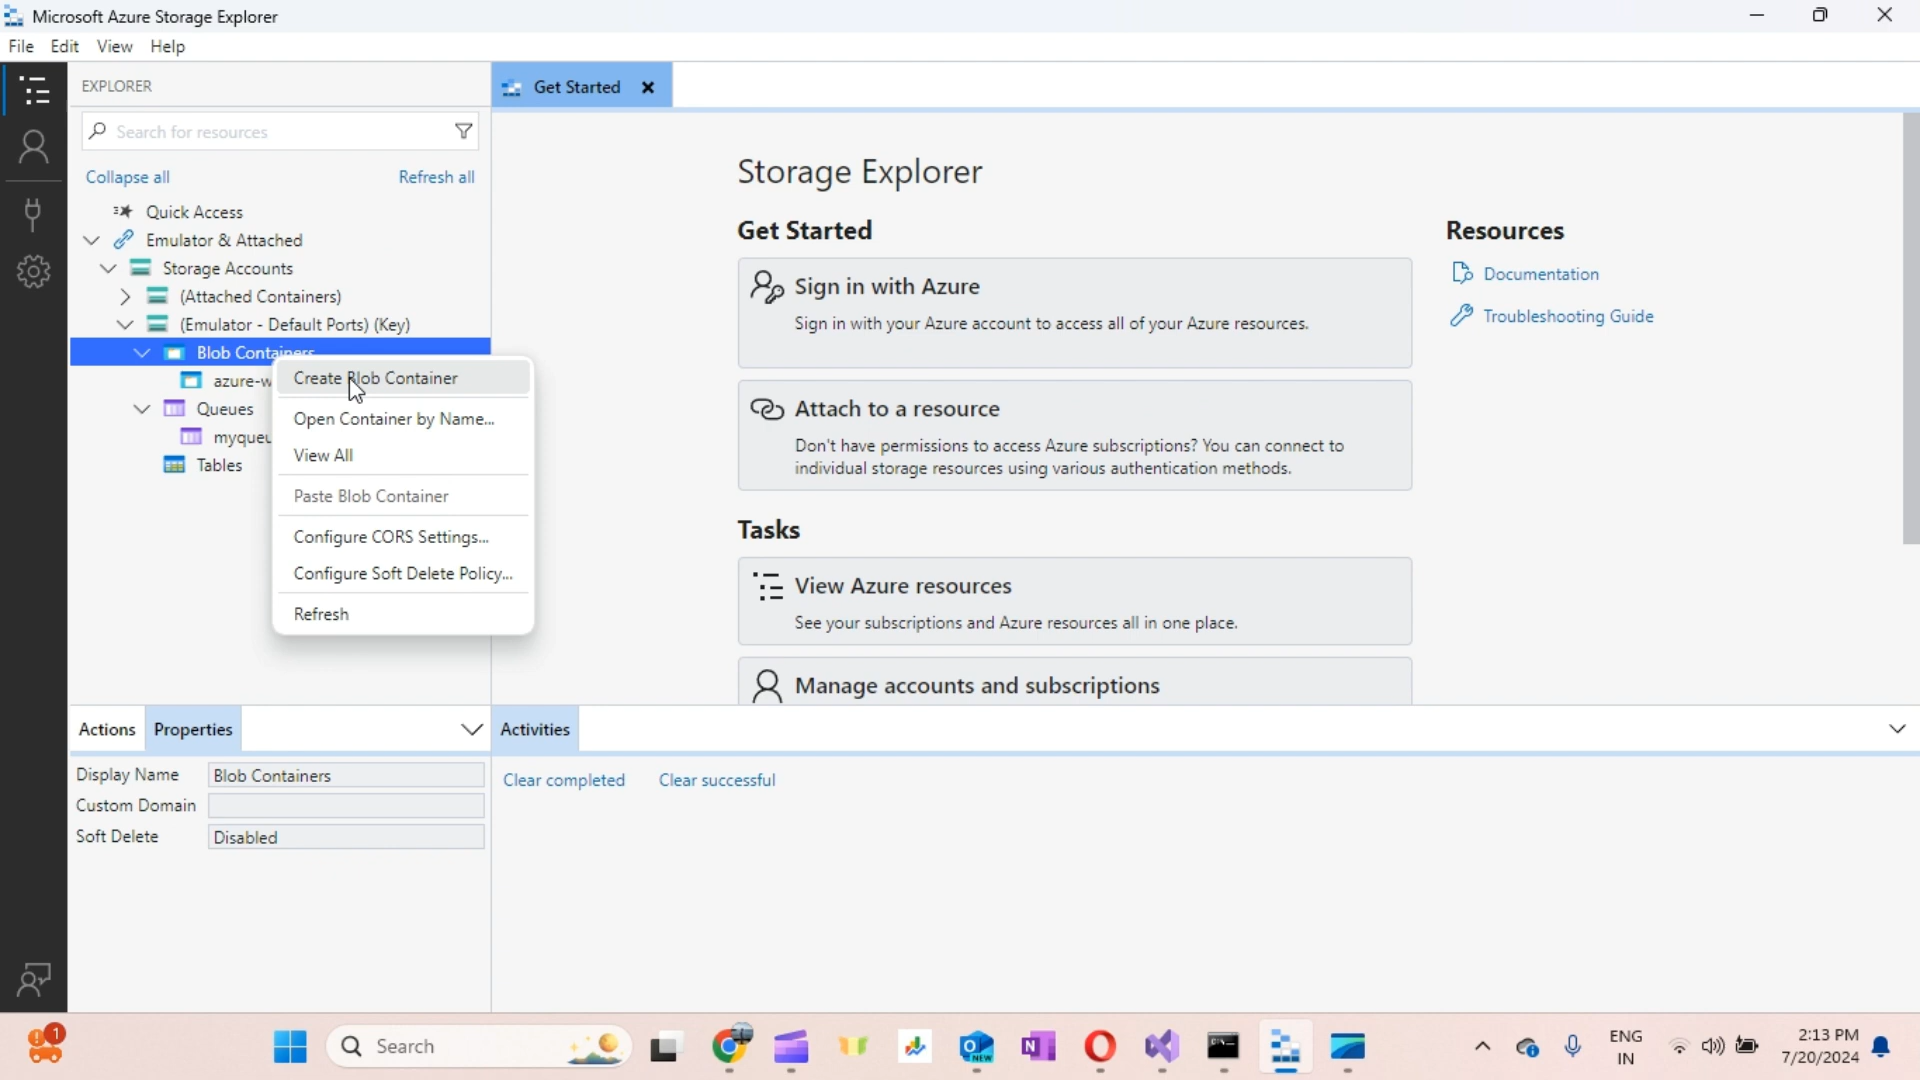 Microsoft Azure Storage Explorer
File Edit View Help
EXPLORER
Search for resources
Collapse all Refresh all
Quick Access
Emulator & Attached
Storage Accounts
(Attached Containers)
(Emulator - Default Ports) (Key)
Blob Containers
azure-w
Queues
myqueu
Tables
Create Blob Container
Open Container by Name...
View All
Paste Blob Container
Configure CORS Settings...
Configure Soft Delete Policy...
Refresh
Get Started
Storage Explorer
Get Started
Sign in with Azure
Sign in with your Azure account to access all of your Azure resources.
Attach to a resource
Don't have permissions to access Azure subscriptions? You can connect to
individual storage resources using various authentication methods.
Tasks
View Azure resources
See your subscriptions and Azure resources all in one place.
Manage accounts and subscriptions
Resources
Documentation
Troubleshooting Guide
Actions Properties
Display Name Blob Containers
Custom Domain
Soft Delete Disabled
Activities
Clear completed Clear successful
1
Search
NEW
ENG
IN
2:13 PM
7/20/2024